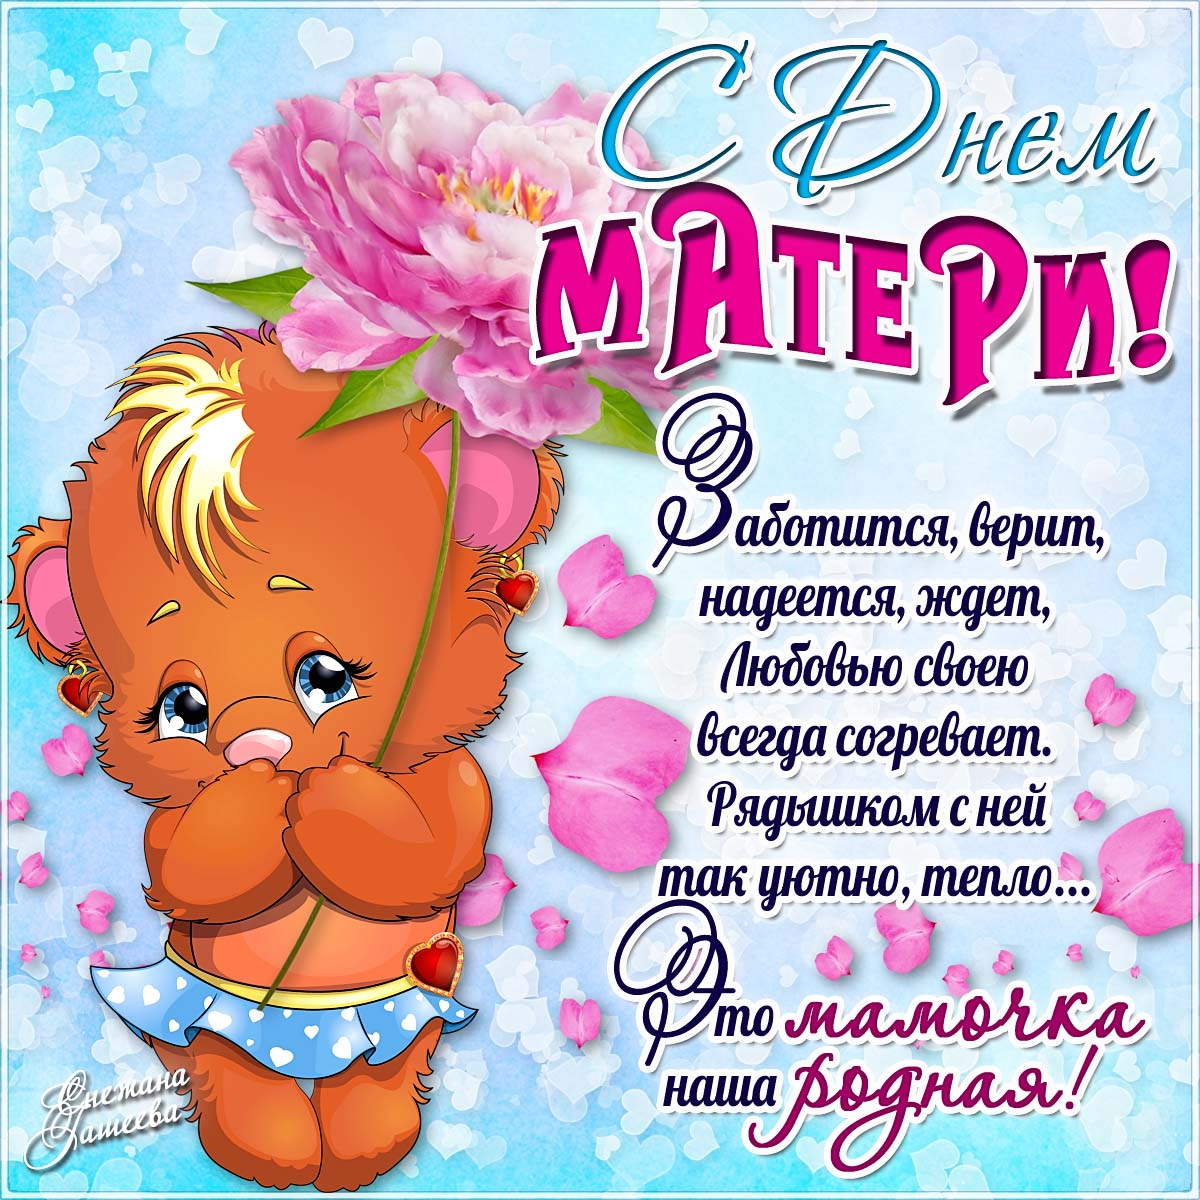 С Днем
МАТЕРИ!
Заботится, верит,
надеется, ждет,
Любовью своею
всегда согревает.
Рядышком с ней
так уютно, тепло...
Это мамочка
наша родная!
Снежана